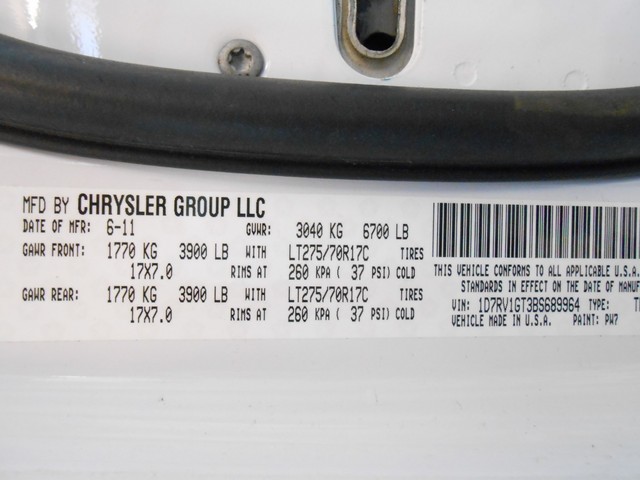 MFD BY CHRYSLER GROUP LLC
DATE OF MFR: 6-11 GVWR: 3040 KG 6700 LB
GAWR FRONT: 1770 KG 3900 LB WITH LT275/70R17C TIRES
17X7.0 RIMS AT 260 KPA ( 37 PSI) COLD
GAWR REAR: 1770 KG 3900 LB WITH LT275/70R17C TIRES
17X7.0 RIMS AT 260 KPA ( 37 PSI) COLD
THIS VEHICLE CONFORMS TO ALL APPLICABLE U.S.A.
STANDARDS IN EFFECT ON THE DATE OF MANUF
VIN: 1D7RV1GT3BS689964 TYPE:
VEHICLE MADE IN U.S.A. PAINT: PW7